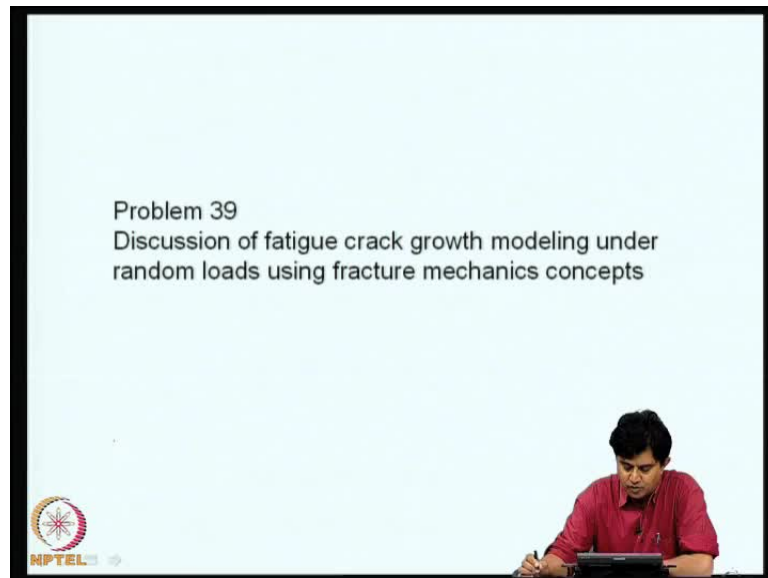 Problem 39
Discussion of fatigue crack growth modeling under
random loads using fracture mechanics concepts
NPTEL